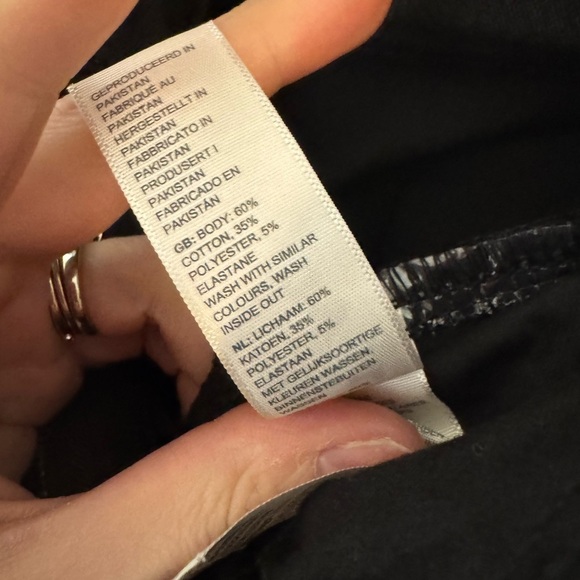 GEPRODUCEERD IN
PAKISTAN
FABRIQUÉ AU
PAKISTAN
HERGESTELLT IN
PAKISTAN
FABBRICATO IN
PAKISTAN
PRODUSERT I
PAKISTAN
FABRICADO EN
PAKISTÁN
GB: BODY: 60%
COTTON, 35%
POLYESTER, 5%
ELASTANE
WASH WITH SIMILAR
COLOURS, WASH
INSIDE OUT
NL: LICHAAM: 60%
KATOEN, 35%
POLYESTER, 5%
ELASTAAN
MET GELIJKSOORTIGE
KLEUREN WASSEN,
BINNENSTEBUITEN
WASSEN